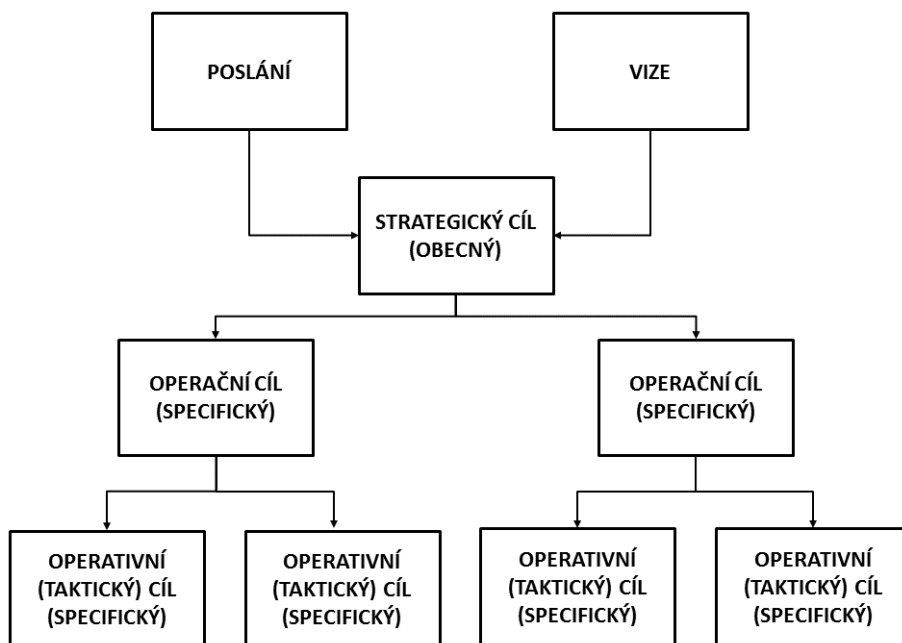 POSLÁNÍ
VIZE
STRATEGICKÝ CÍL
(OBECNÝ)
OPERAČNÍ CÍL
(SPECIFICKÝ)
OPERAČNÍ CÍL
(SPECIFICKÝ)
OPERATIVNÍ
(TAKTICKÝ) CÍL
(SPECIFICKÝ)
OPERATIVNÍ
(TAKTICKÝ) CÍL
(SPECIFICKÝ)
OPERATIVNÍ
(TAKTICKÝ) CÍL
(SPECIFICKÝ)
OPERATIVNÍ
(TAKTICKÝ) CÍL
(SPECIFICKÝ)